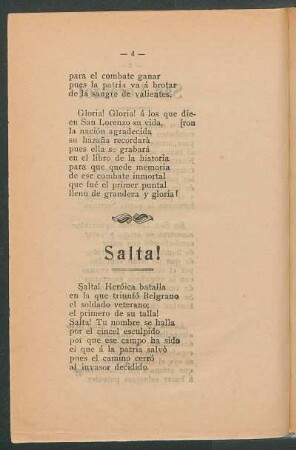 — 4 —
para el combate ganar
pues la patria va á brotar
de la sangre de valientes.
Gloria! Gloria! á los que die-
en San Lorenzo su vida, [ron
la nación agradecida
su hazaña recordará
pues ella se grabará
en el libro de la historia
para que quede memoria
de ese combate inmortal
que fué el primer puntal
lleno de grandeza y gloria!
Salta!
Salta! Heróica batalla
en la que triunfó Belgrano
el soldado veterano;
el primero de su talla!
Salta! Tu nombre se halla
por el cincel esculpido
por que ese campo ha sido
el que á la patria salvó
pues el camino cerró
al invasor decidido.